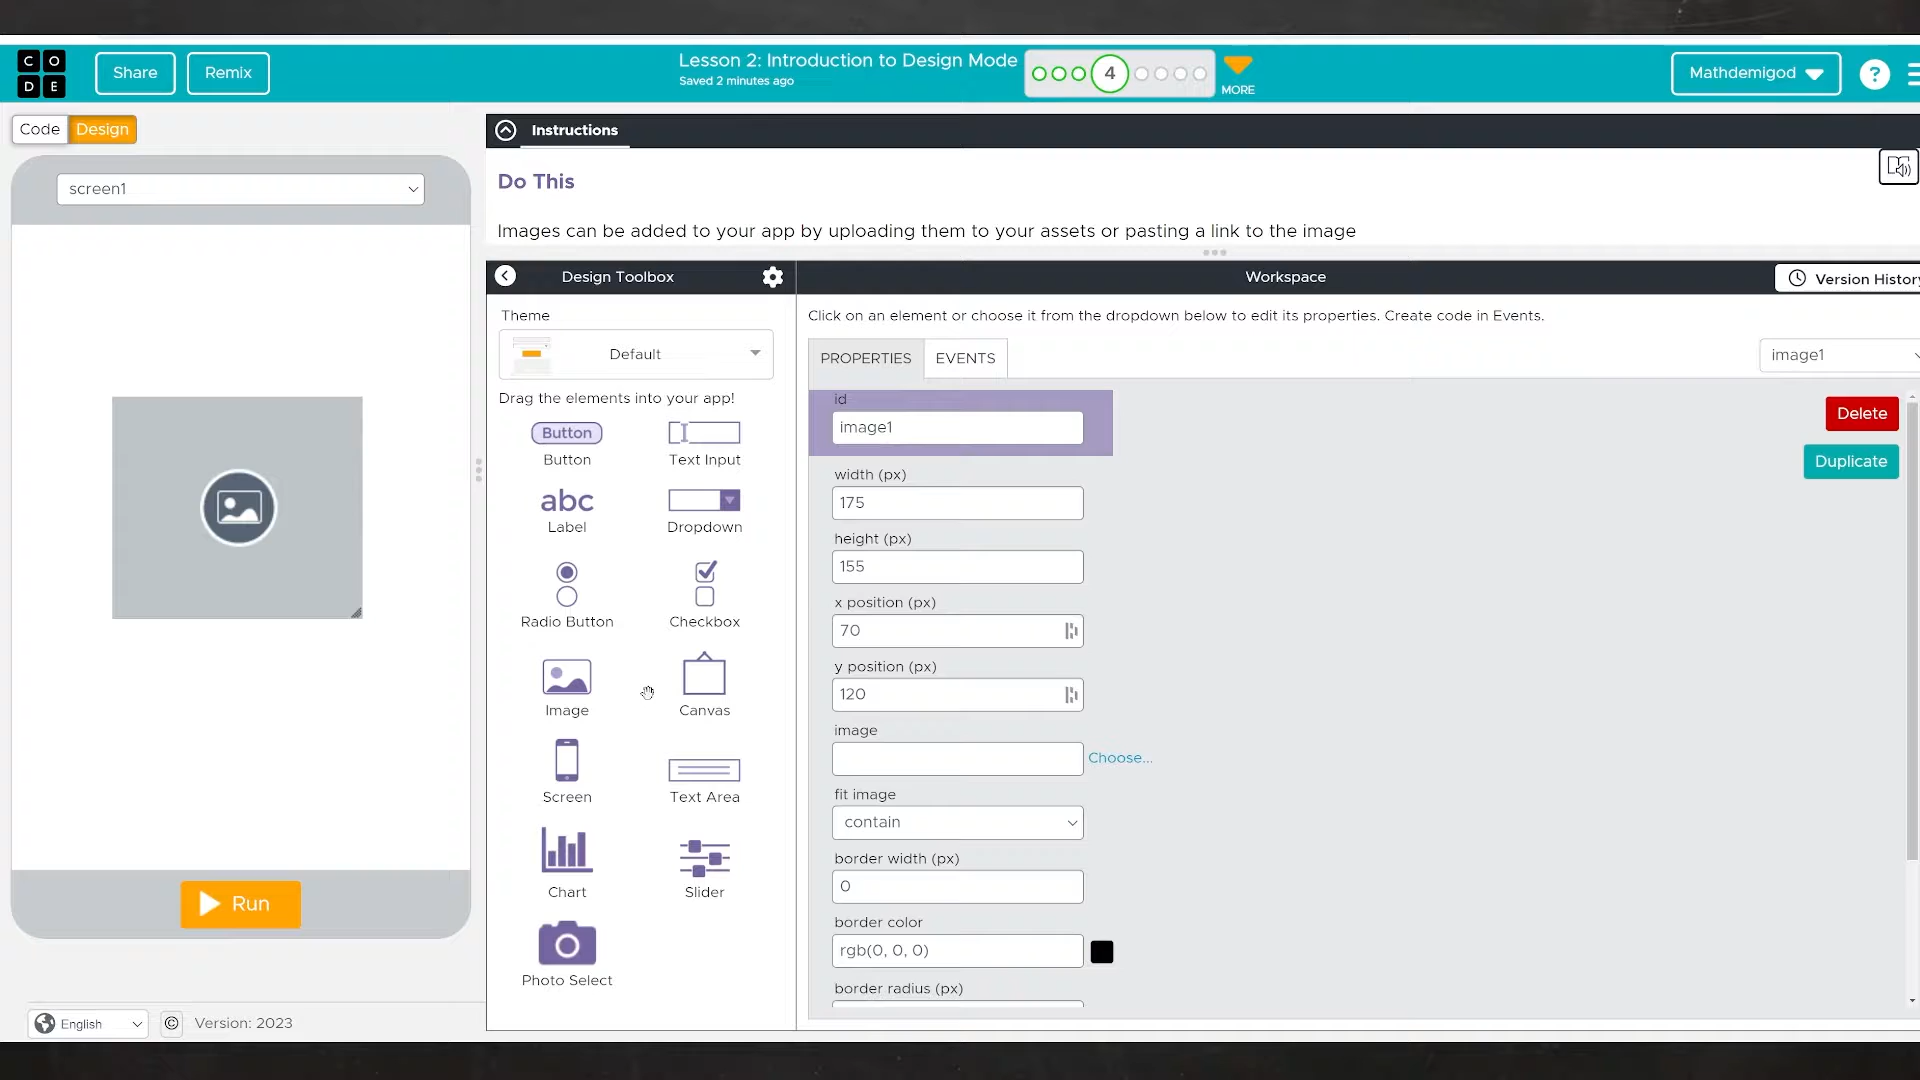 C O
D E
Share
Remix
Lesson 2: Introduction to Design Mode
Saved 2 minutes ago
4
MORE
Mathdemigod
?
Code
Design
Instructions
screen1
Do This
Images can be added to your app by uploading them to your assets or pasting a link to the image
Design Toolbox
Workspace
Version History
Theme
Default
Click on an element or choose it from the dropdown below to edit its properties. Create code in Events.
PROPERTIES
EVENTS
image1
Drag the elements into your app!
Button
Button
Text Input
abc
Label
Dropdown
Radio Button
Checkbox
Image
Canvas
Screen
Text Area
Chart
Slider
Photo Select
id
image1
Delete
Duplicate
width (px)
175
height (px)
155
x position (px)
70
y position (px)
120
image
Choose...
fit image
contain
border width (px)
0
border color
rgb(0, 0, 0)
border radius (px)
Run
English
©
Version: 2023